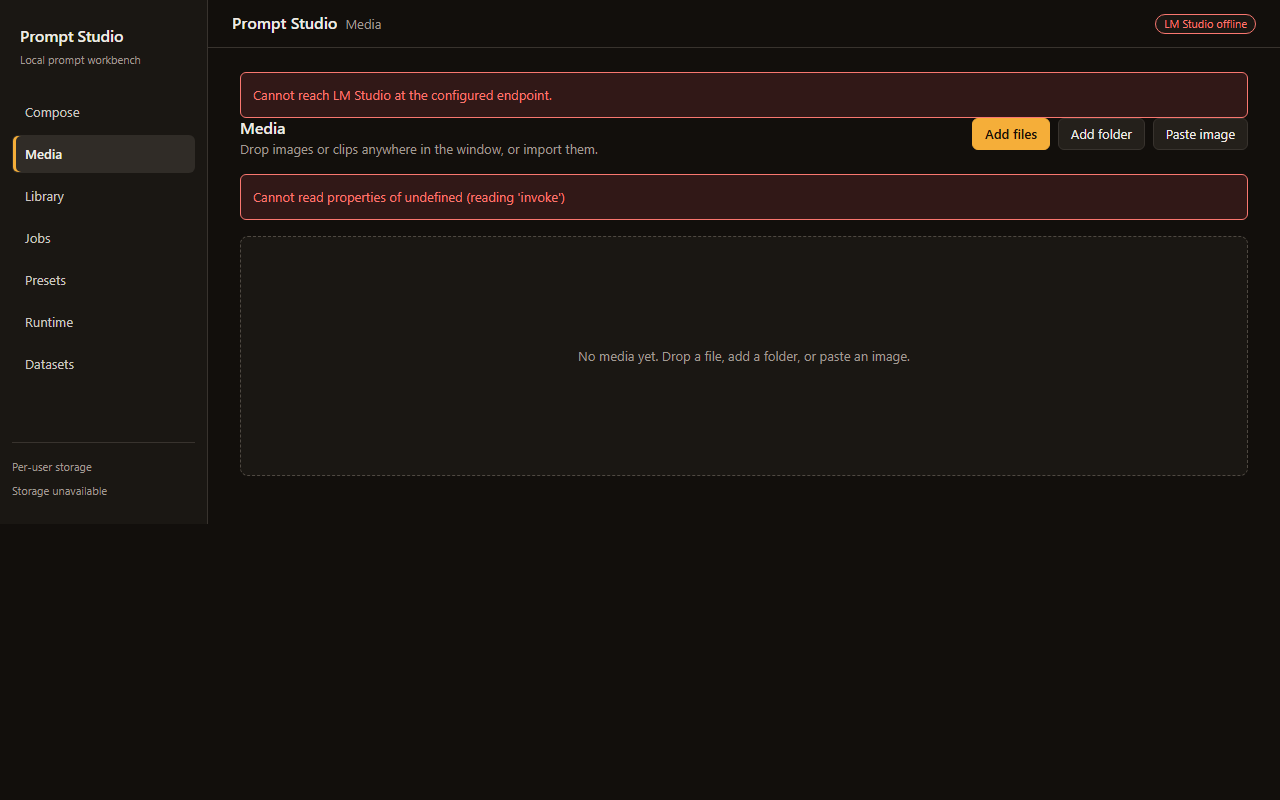 Prompt Studio
Local prompt workbench
Compose
Media
Library
Jobs
Presets
Runtime
Datasets
Per-user storage
Storage unavailable
Prompt Studio Media
LM Studio offline
Cannot reach LM Studio at the configured endpoint.
Media
Drop images or clips anywhere in the window, or import them.
Add files
Add folder
Paste image
Cannot read properties of undefined (reading 'invoke')
No media yet. Drop a file, add a folder, or paste an image.